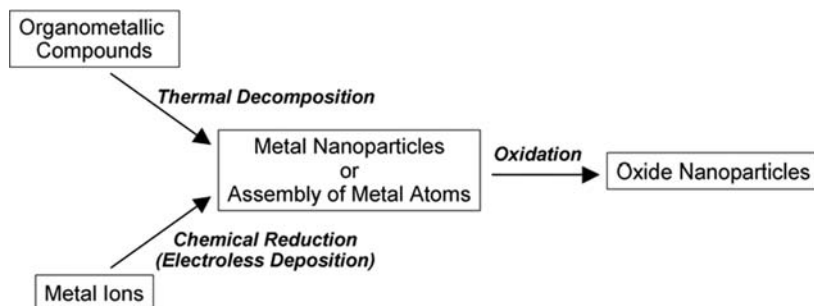 Organometallic
Compounds
Thermal Decomposition
Metal Nanoparticles
or
Assembly of Metal Atoms
Oxidation
Oxide Nanoparticles
Chemical Reduction
(Electroless Deposition)
Metal Ions